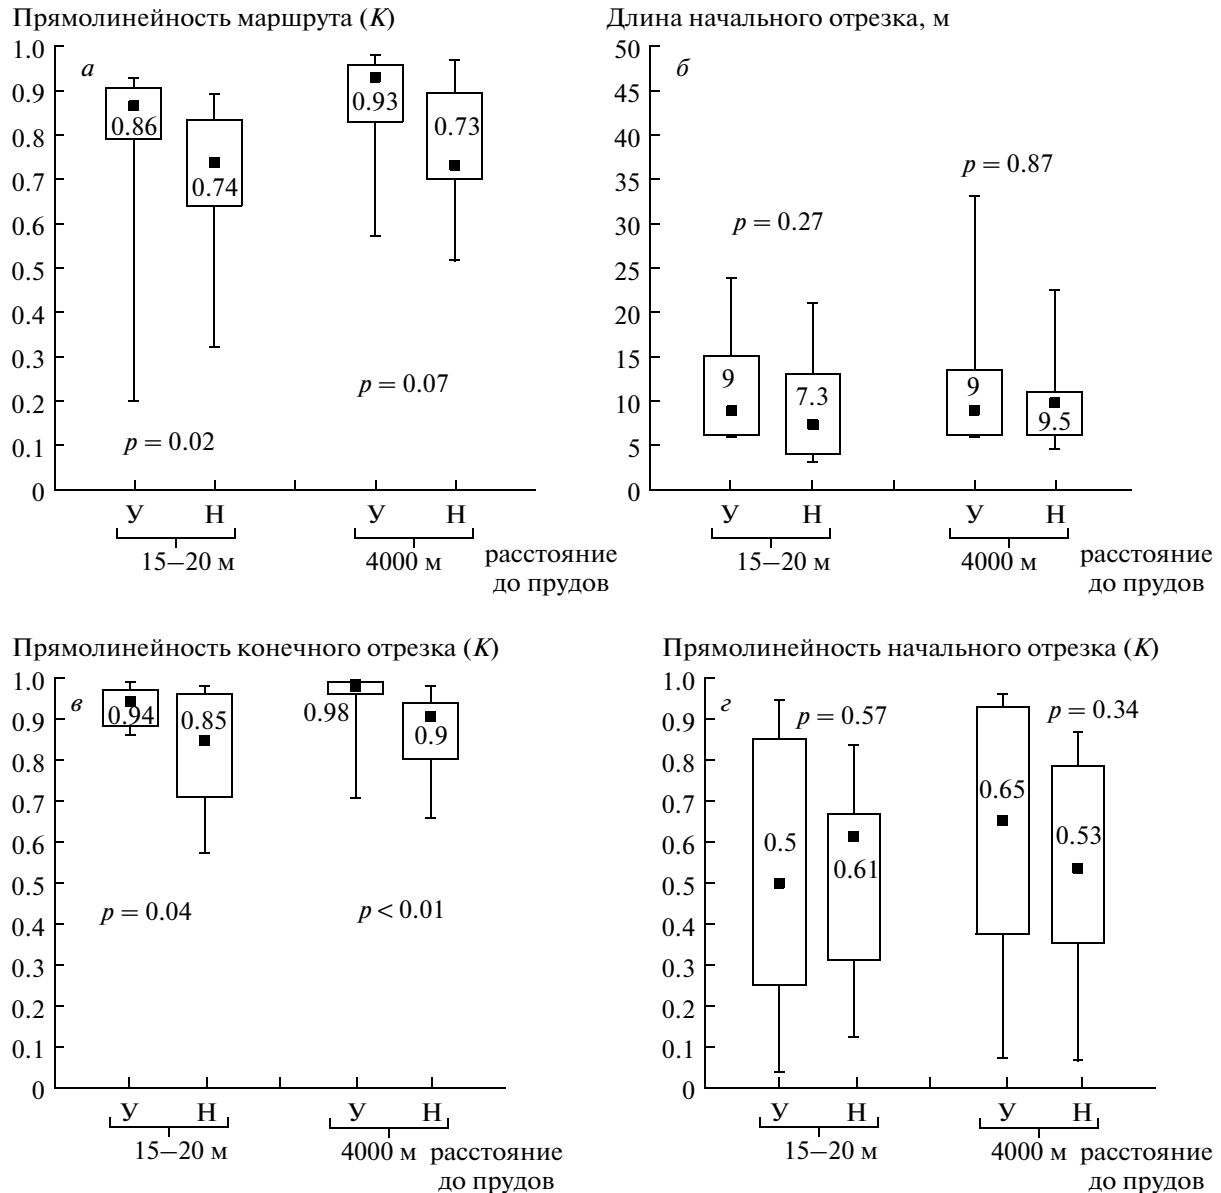 Прямолинейность маршрута (K)
1.0
0.9
0.8
0.7
0.6
0.5
0.4
0.3
0.2
0.1
0
а
0.86
0.74
0.93
0.73
p = 0.02
p = 0.07
У Н У Н
15–20 м 4000 м расстояние
до прудов
Длина начального отрезка, м
50
45
40
35
30
25
20
15
10
5
0
б
p = 0.27
p = 0.87
9
7.3
9
9.5
У Н У Н
15–20 м 4000 м расстояние
до прудов
Прямолинейность конечного отрезка (K)
1.0
0.9
0.8
0.7
0.6
0.5
0.4
0.3
0.2
0.1
0
в
0.94
0.85
0.98
0.9
p = 0.04
p < 0.01
У Н У Н
15–20 м 4000 м расстояние
до прудов
Прямолинейность начального отрезка (K)
1.0
0.9
0.8
0.7
0.6
0.5
0.4
0.3
0.2
0.1
0
г
p = 0.57
p = 0.34
0.5
0.61
0.65
0.53
У Н У Н
15–20 м 4000 м расстояние
до прудов